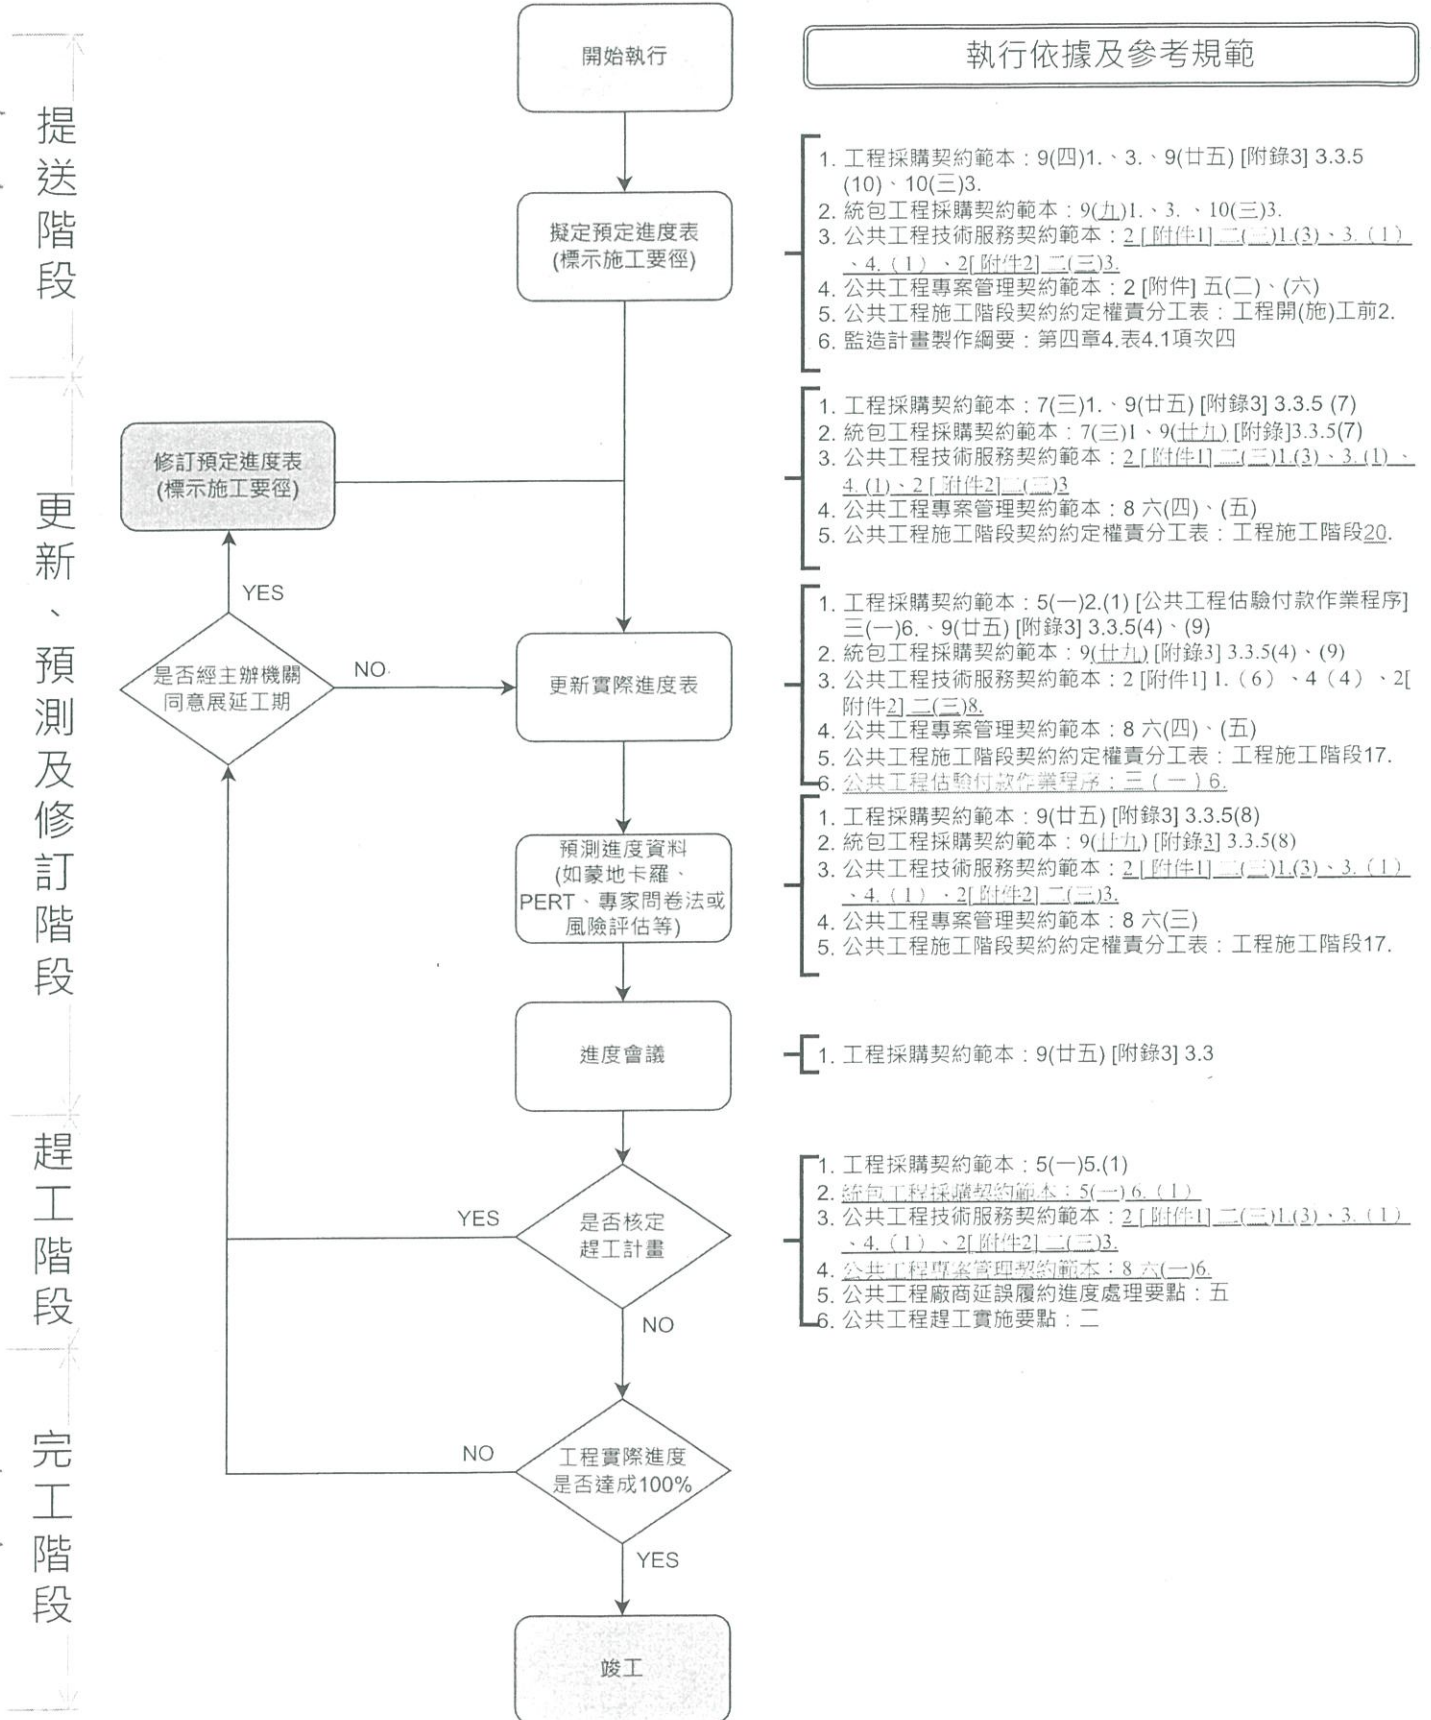 開始執行
執行依據及參考規範
提送階段
擬定預定進度表
(標示施工要徑)
1. 工程採購契約範本：9(四)1.、3.、9(廿五) [附錄3] 3.3.5
(10)、10(三)3.
2. 統包工程採購契約範本：9(九)1.、3. 、10(三)3.
3. 公共工程技術服務契約範本：2 [ 附件1] 二(三)1.(3)、3.（1）
、4.（1）、2[ 附件2] 二(三)3.
4. 公共工程專案管理契約範本：2 [附件] 五(二)、(六)
5. 公共工程施工階段契約約定權責分工表：工程開(施)工前2.
6. 監造計畫製作綱要：第四章4.表4.1項次四
更新、預測及修訂階段
修訂預定進度表
(標示施工要徑)
1. 工程採購契約範本：7(三)1.、9(廿五) [附錄3] 3.3.5 (7)
2. 統包工程採購契約範本：7(三)1、9(廿九) [附錄]3.3.5(7)
3. 公共工程技術服務契約範本：2 [ 附件1] 二(三)1.(3)、3. (1) 、
4. (1)、2 [ 附件2]二(三)3
4. 公共工程專案管理契約範本：8 六(四)、(五)
5. 公共工程施工階段契約約定權責分工表：工程施工階段20.
YES
是否經主辦機關
同意展延工期
NO
更新實際進度表
1. 工程採購契約範本：5(一)2.(1) [公共工程估驗付款作業程序]
三(一)6.、9(廿五) [附錄3] 3.3.5(4)、(9)
2. 統包工程採購契約範本：9(廿九) [附錄3] 3.3.5(4)、(9)
3. 公共工程技術服務契約範本：2 [附件1] 1.（6）、4（4）、2[
附件2] 二(三)8.
4. 公共工程專案管理契約範本：8 六(四)、(五)
5. 公共工程施工階段契約約定權責分工表：工程施工階段17.
6. 公共工程估驗付款作業程序：三（一）6.
預測進度資料
(如蒙地卡羅、
PERT、專家問卷法或
風險評估等)
1. 工程採購契約範本：9(廿五) [附錄3] 3.3.5(8)
2. 統包工程採購契約範本：9(廿九) [附錄3] 3.3.5(8)
3. 公共工程技術服務契約範本：2 [ 附件1] 二(三)1.(3)、3.（1）
、4.（1）、2[ 附件2] 二(三)3.
4. 公共工程專案管理契約範本：8 六(三)
5. 公共工程施工階段契約約定權責分工表：工程施工階段17.
進度會議
1. 工程採購契約範本：9(廿五) [附錄3] 3.3
趕工階段
YES
是否核定
趕工計畫
NO
1. 工程採購契約範本：5(一)5.(1)
2. 統包工程採購契約範本：5(一) 6.（1）
3. 公共工程技術服務契約範本：2 [ 附件1] 二(三)1.(3)、3.（1）
、4.（1）、2[ 附件2] 二(三)3.
4. 公共工程專案管理契約範本：8 六(一)6.
5. 公共工程廠商延誤履約進度處理要點：五
6. 公共工程趕工實施要點：二
完工階段
NO
工程實際進度
是否達成100%
YES
竣工